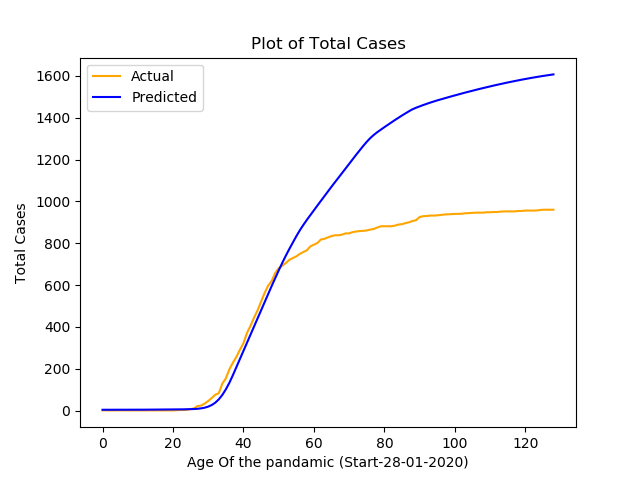 Plot of Total Cases
Actual
Predicted
1600
1400
1200
1000
800
600
400
200
0
Total Cases
0 20 40 60 80 100 120
Age Of the pandamic (Start-28-01-2020)